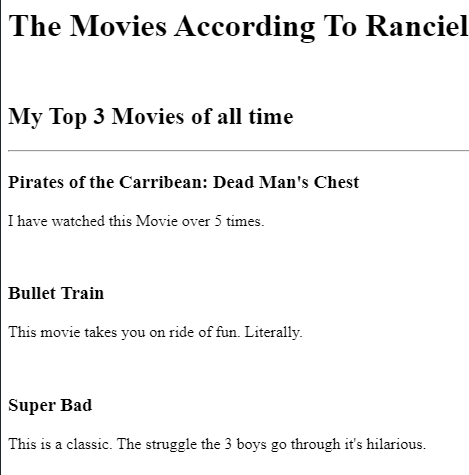 The Movies According To Ranciel
My Top 3 Movies of all time
Pirates of the Carribean: Dead Man's Chest
I have watched this Movie over 5 times.
Bullet Train
This movie takes you on ride of fun. Literally.
Super Bad
This is a classic. The struggle the 3 boys go through it's hilarious.